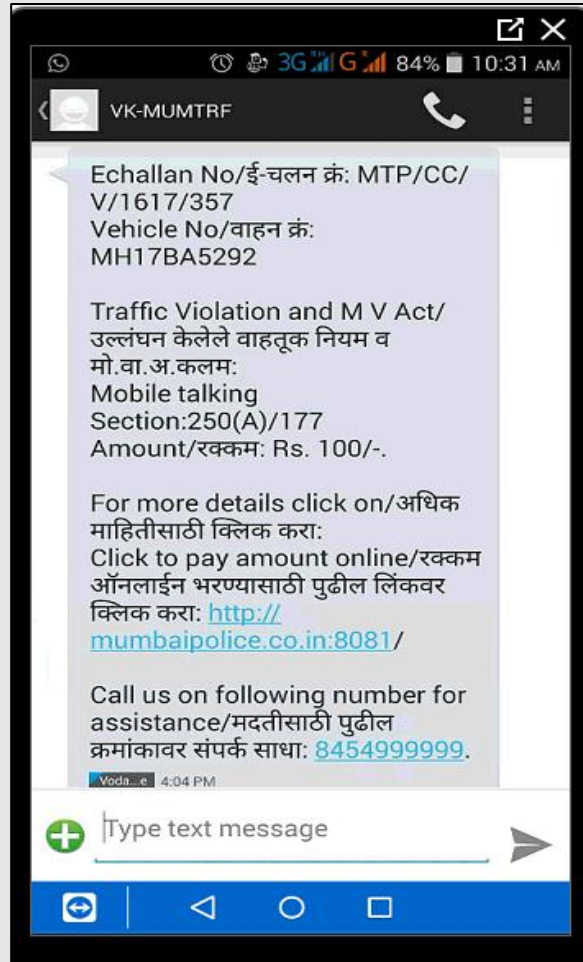 3G G 84% 10:31 AM
VK-MUMTRF
Echallan No/ई-चलन क्रं: MTP/CC/
V/1617/357
Vehicle No/वाहन क्रं:
MH17BA5292
Traffic Violation and M V Act/
उल्लंघन केलेले वाहतूक नियम व
मो.वा.अ.कलम:
Mobile talking
Section:250(A)/177
Amount/रक्कम: Rs. 100/-.
For more details click on/अधिक
माहितीसाठी क्लिक करा:
Click to pay amount online/रक्कम
ऑनलाईन भरण्यासाठी पुढील लिंकवर
क्लिक करा: http://
mumbaipolice.co.in:8081/
Call us on following number for
assistance/मदतीसाठी पुढील
क्रमांकावर संपर्क साधा: 8454999999.
Voda...e 4:04 PM
Type text message